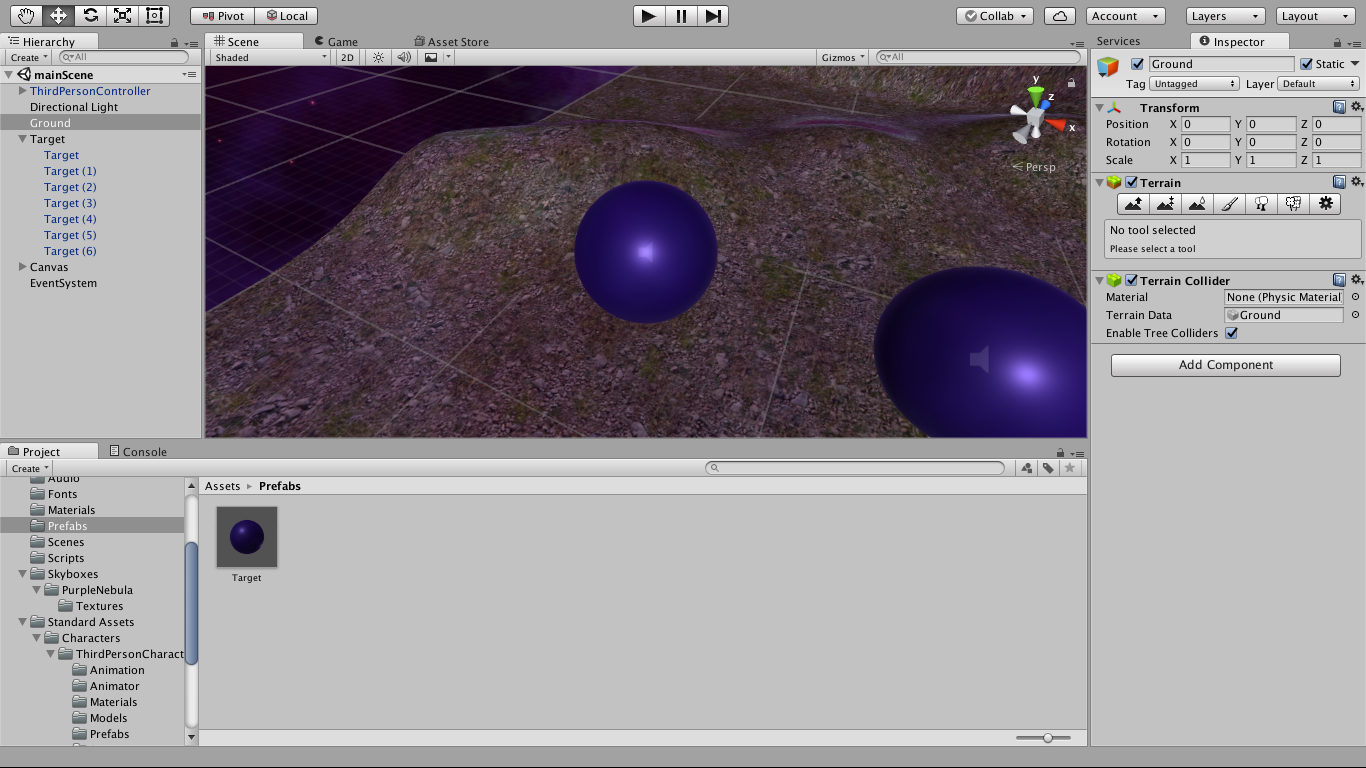 Pivot Local Collab Account Layers Layout
Hierarchy
Create All
mainScene
ThirdPersonController
Directional Light
Ground
Target
Target
Target (1)
Target (2)
Target (3)
Target (4)
Target (5)
Target (6)
Canvas
EventSystem
Scene Game Asset Store
Shaded 2D Gizmos All
y
z
x
Persp
Services Inspector
Ground Static
Tag Untagged Layer Default
Transform
Position X 0 Y 0 Z 0
Rotation X 0 Y 0 Z 0
Scale X 1 Y 1 Z 1
Terrain
No tool selected
Please select a tool
Terrain Collider
Material None (Physic Material)
Terrain Data Ground
Enable Tree Colliders
Add Component
Project Console
Create
Audio
Fonts
Materials
Prefabs
Scenes
Scripts
Skyboxes
PurpleNebula
Textures
Standard Assets
Characters
ThirdPersonCharact
Animation
Animator
Materials
Models
Prefabs
Assets Prefabs
Target